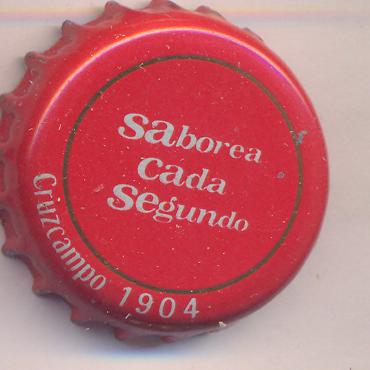 saborea
cada
segundo
Cruzcampo 1904